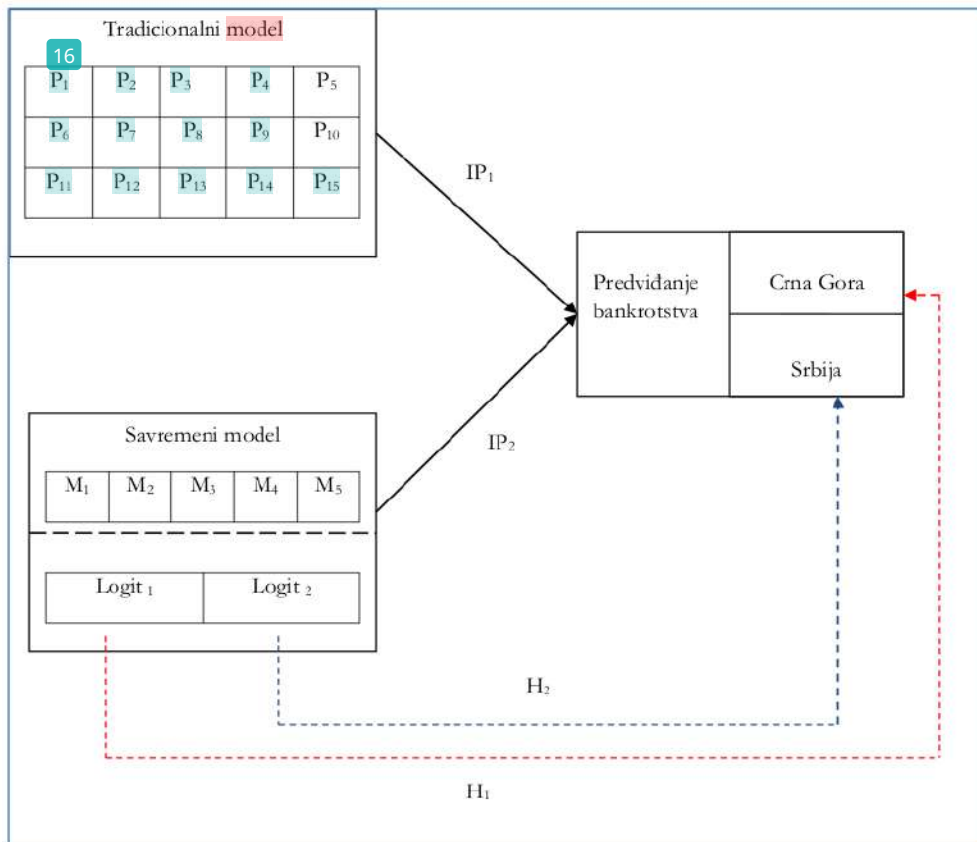 Tradicionalni model
16
P₁ P₂ P₃ P₄ P₅
P₆ P₇ P₈ P₉ P₁₀
P₁₁ P₁₂ P₁₃ P₁₄ P₁₅
IP₁
Predviđanje
bankrotstva
Crna Gora
Srbija
IP₂
Savremeni model
M₁ M₂ M₃ M₄ M₅
Logit ₁ Logit ₂
H₂
H₁